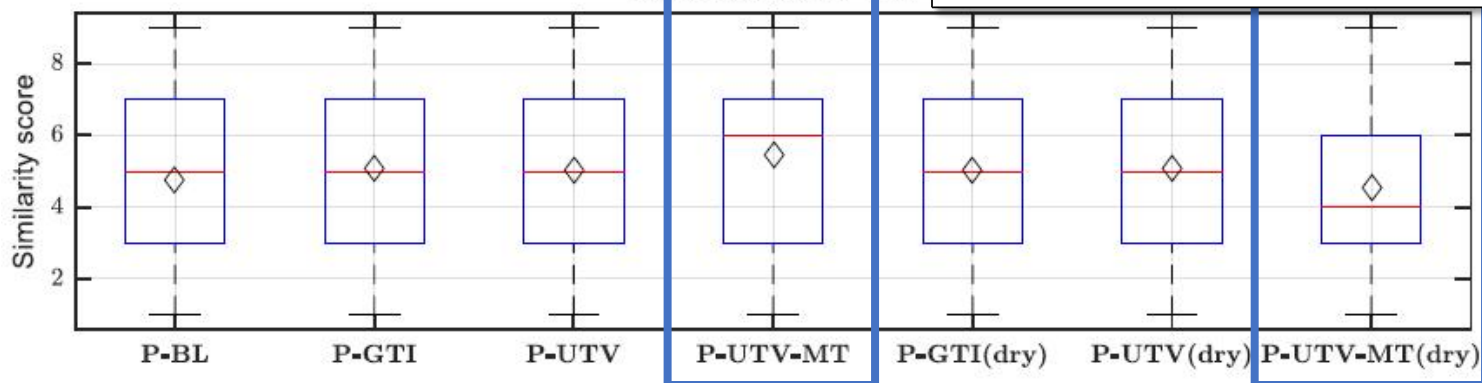 Similarity score
8
6
4
2
P-BL P-GTI P-UTV P-UTV-MT P-GTI(dry) P-UTV(dry) P-UTV-MT(dry)